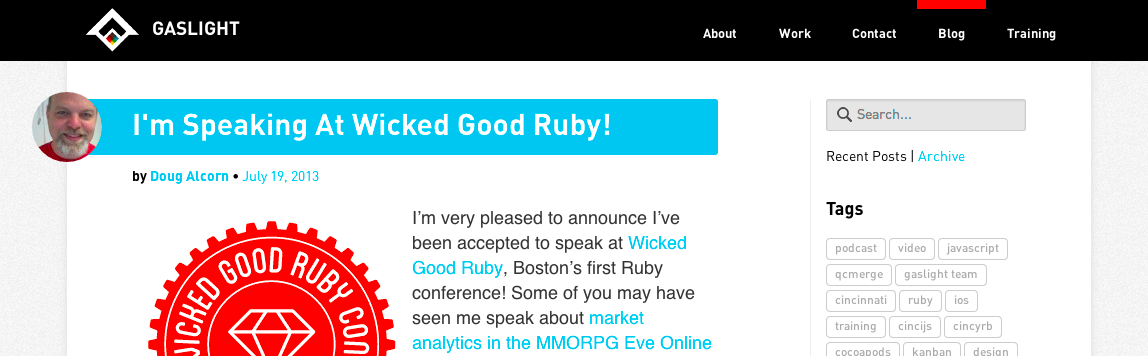 GASLIGHT
About Work Contact Blog Training
I'm Speaking At Wicked Good Ruby!
by Doug Alcorn • July 19, 2013
WICKED GOOD RUBY CON
I’m very pleased to announce I’ve
been accepted to speak at Wicked
Good Ruby, Boston’s first Ruby
conference! Some of you may have
seen me speak about market
analytics in the MMORPG Eve Online
Search...
Recent Posts | Archive
Tags
podcast video javascript
qcmerge gaslight team
cincinnati ruby ios
training cincijs cincyrb
cocoapods kanban design